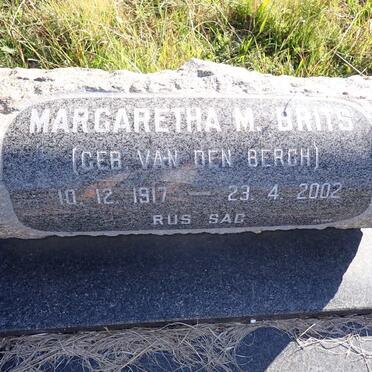 MARGARETHA M. BRITS
(GEB VAN DEN BERGH)
10. 12. 1917 — 23. 4. 2002
RUS SAG